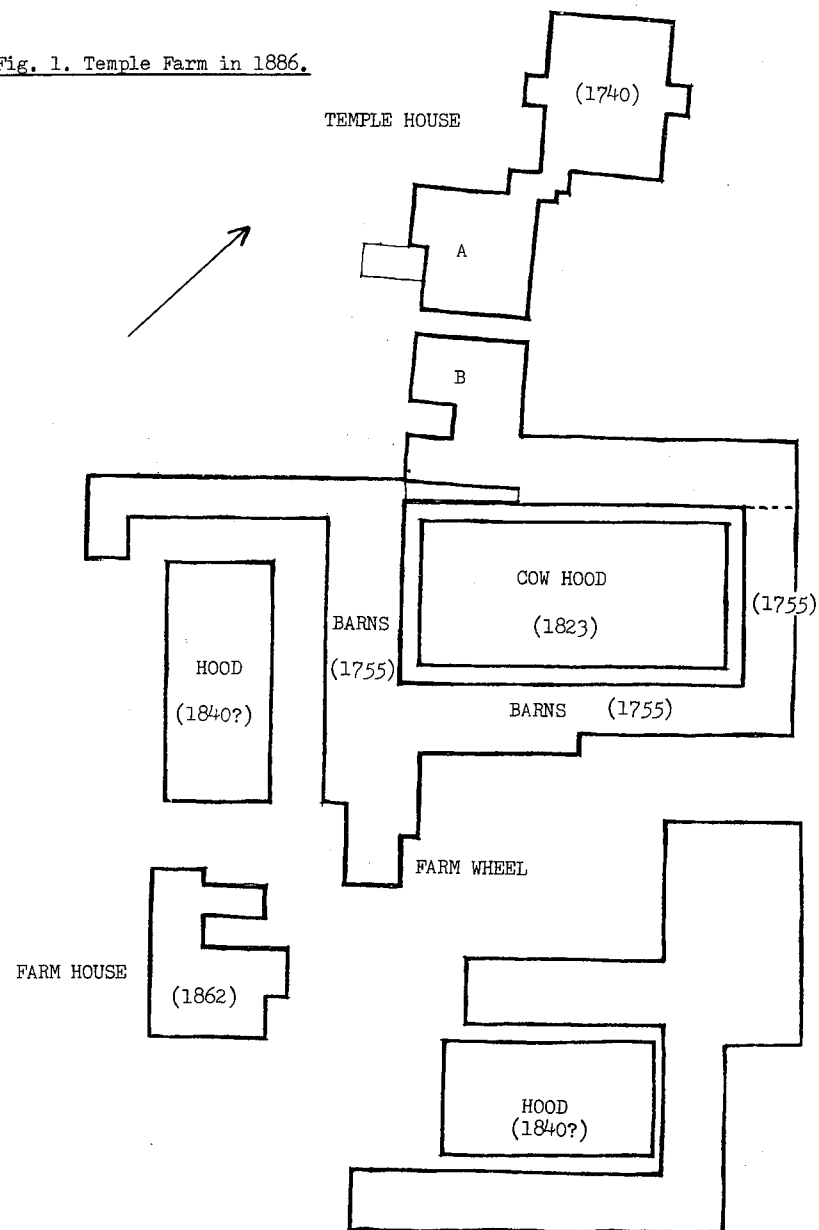 Fig. 1. Temple Farm in 1886.
(1740)
TEMPLE HOUSE
A
B
COW HOOD
(1823)
(1755)
BARNS
(1755)
HOOD
(1840?)
BARNS (1755)
FARM WHEEL
FARM HOUSE
(1862)
HOOD
(1840?)